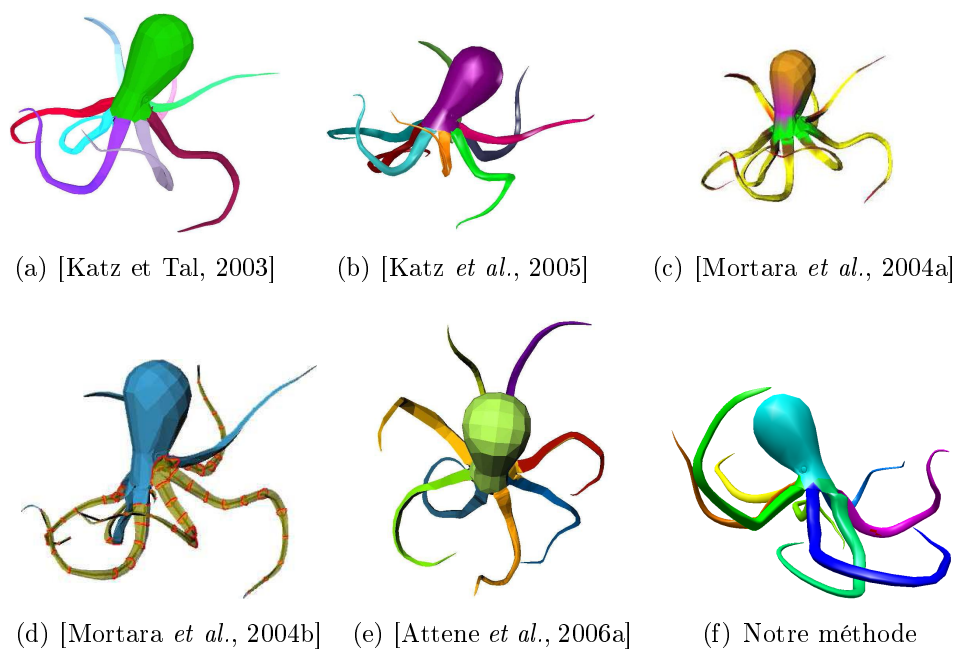 (a) [Katz et Tal, 2003]
(b) [Katz et al., 2005]
(c) [Mortara et al., 2004a]
(d) [Mortara et al., 2004b]
(e) [Attene et al., 2006a]
(f) Notre méthode